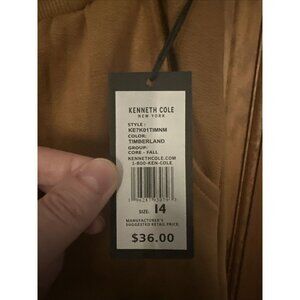 KENNETH COLE
NEW YORK
STYLE:
KE7K01TIMNM
COLOR:
TIMBERLAND
GROUP:
CORE - FALL
KENNETHCOLE.COM
1-800-KEN-COLE
SIZE: 14
MANUFACTURER'S
SUGGESTED RETAIL PRICE
$36.00